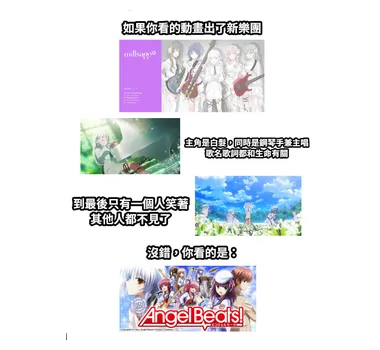 如果你看的動畫出了新樂團
millsage
主角是白髮，同時是鋼琴手兼主唱
歌名歌詞都和生命有關
到最後只有一個人笑著
其他人都不見了
沒錯，你看的是：
Angel Beats!